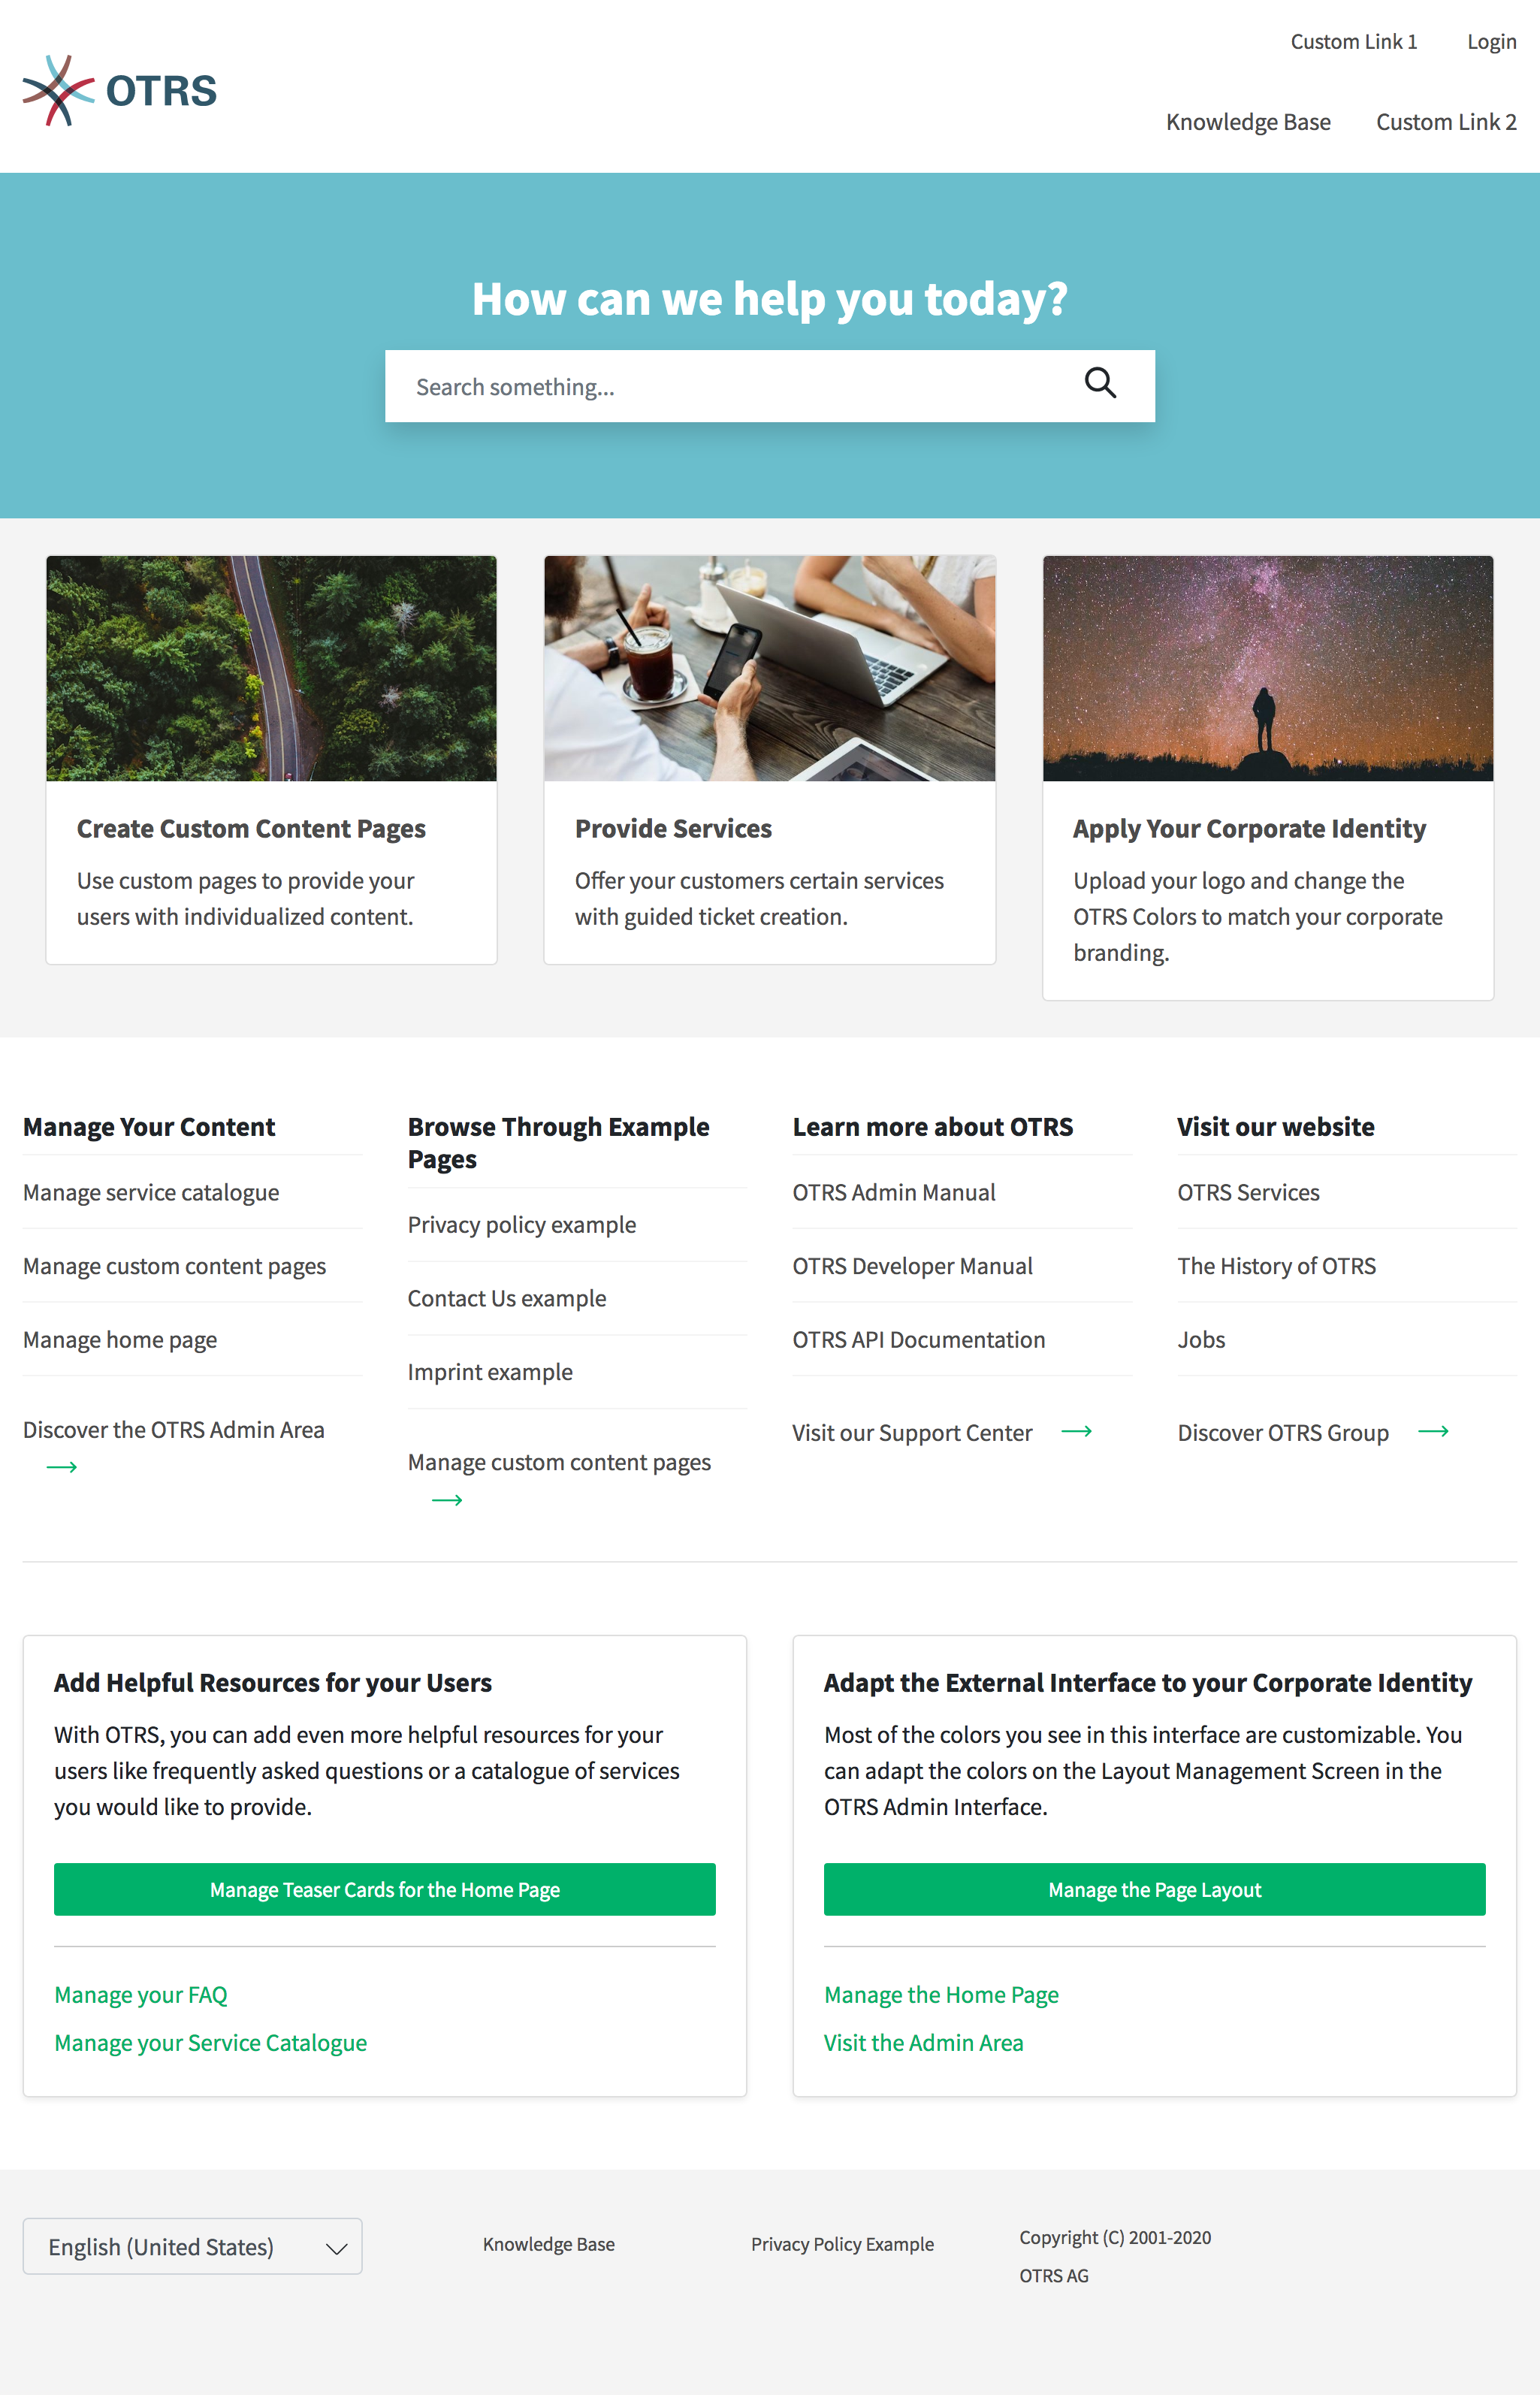 Custom Link 1 Login
OTRS
Knowledge Base Custom Link 2
How can we help you today?
Search something...
Create Custom Content Pages
Use custom pages to provide your
users with individualized content.
Provide Services
Offer your customers certain services
with guided ticket creation.
Apply Your Corporate Identity
Upload your logo and change the
OTRS Colors to match your corporate
branding.
Manage Your Content
Manage service catalogue
Manage custom content pages
Manage home page
Discover the OTRS Admin Area
Browse Through Example
Pages
Privacy policy example
Contact Us example
Imprint example
Manage custom content pages
Learn more about OTRS
OTRS Admin Manual
OTRS Developer Manual
OTRS API Documentation
Visit our Support Center
Visit our website
OTRS Services
The History of OTRS
Jobs
Discover OTRS Group
Add Helpful Resources for your Users
With OTRS, you can add even more helpful resources for your
users like frequently asked questions or a catalogue of services
you would like to provide.
Manage Teaser Cards for the Home Page
Manage your FAQ
Manage your Service Catalogue
Adapt the External Interface to your Corporate Identity
Most of the colors you see in this interface are customizable. You
can adapt the colors on the Layout Management Screen in the
OTRS Admin Interface.
Manage the Page Layout
Manage the Home Page
Visit the Admin Area
English (United States)
Knowledge Base
Privacy Policy Example
Copyright (C) 2001-2020
OTRS AG